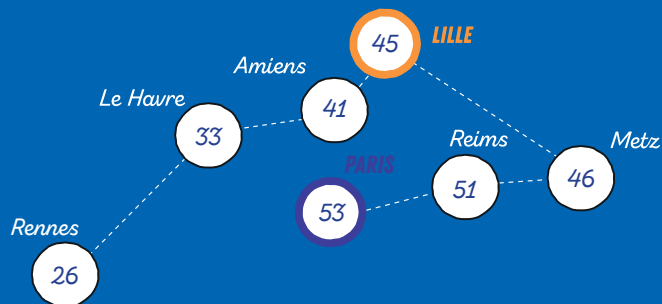 45
LILLE
Amiens
41
Le Havre
33
Reims
51
Metz
46
PARIS
53
Rennes
26